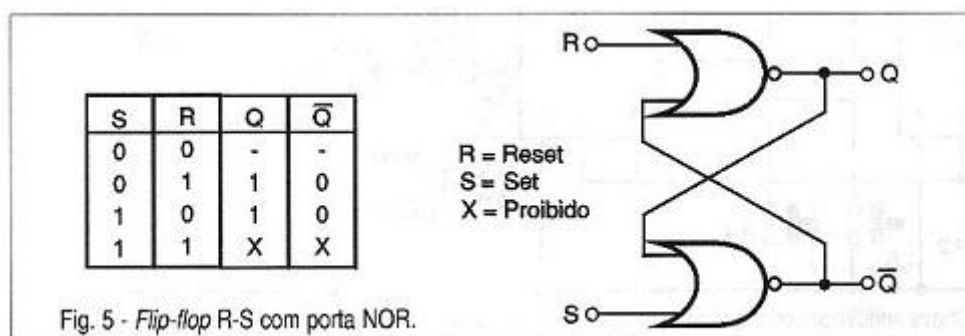 S R Q Q̅
0 0 - -
0 1 1 0
1 0 1 0
1 1 X X
R = Reset
S = Set
X = Proibido
R
Q
S
Q̅
Fig. 5 - Flip-flop R-S com porta NOR.